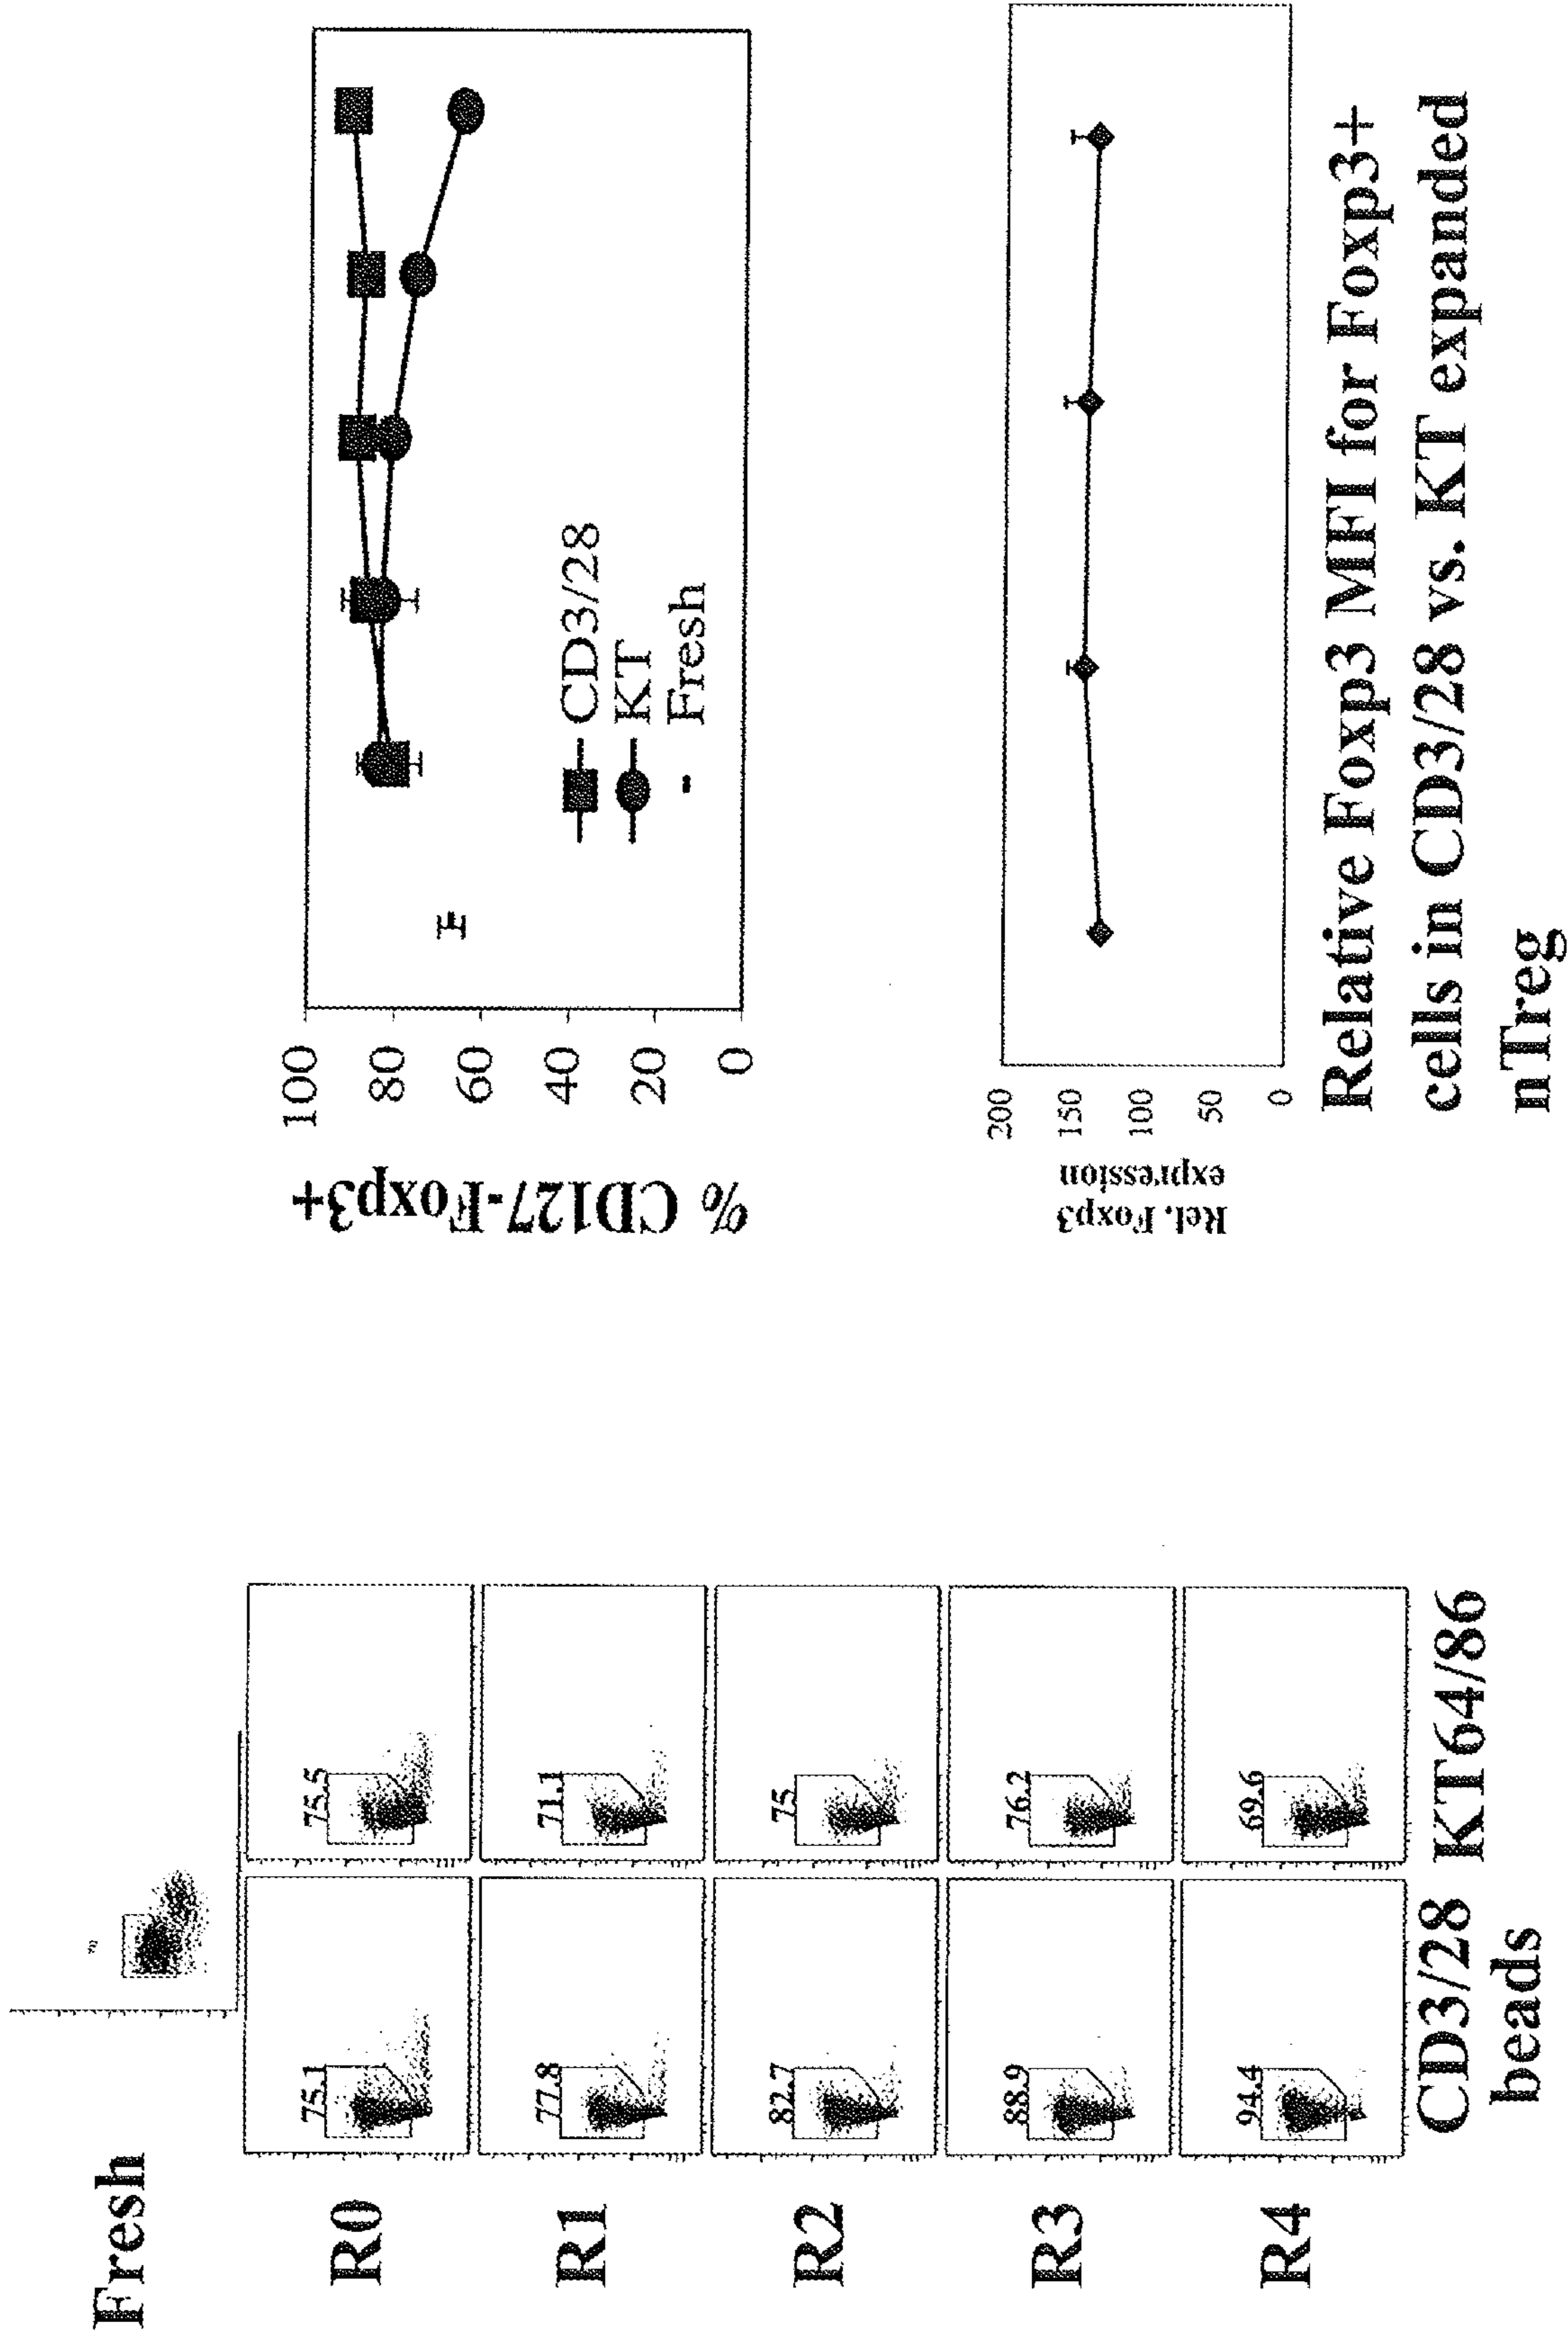 Fresh
R0
75.1
75.5
R1
77.8
71.1
R2
82.7
75
R3
88.9
76.2
R4
94.4
69.6
CD3/28
beads
KT64/86
% CD127-Foxp3+
100
80
60
40
20
0
CD3/28
KT
Fresh
Rel. Foxp3
expression
200
150
100
50
0
Relative Foxp3 MFI for Foxp3+
cells in CD3/28 vs. KT expanded
nTreg